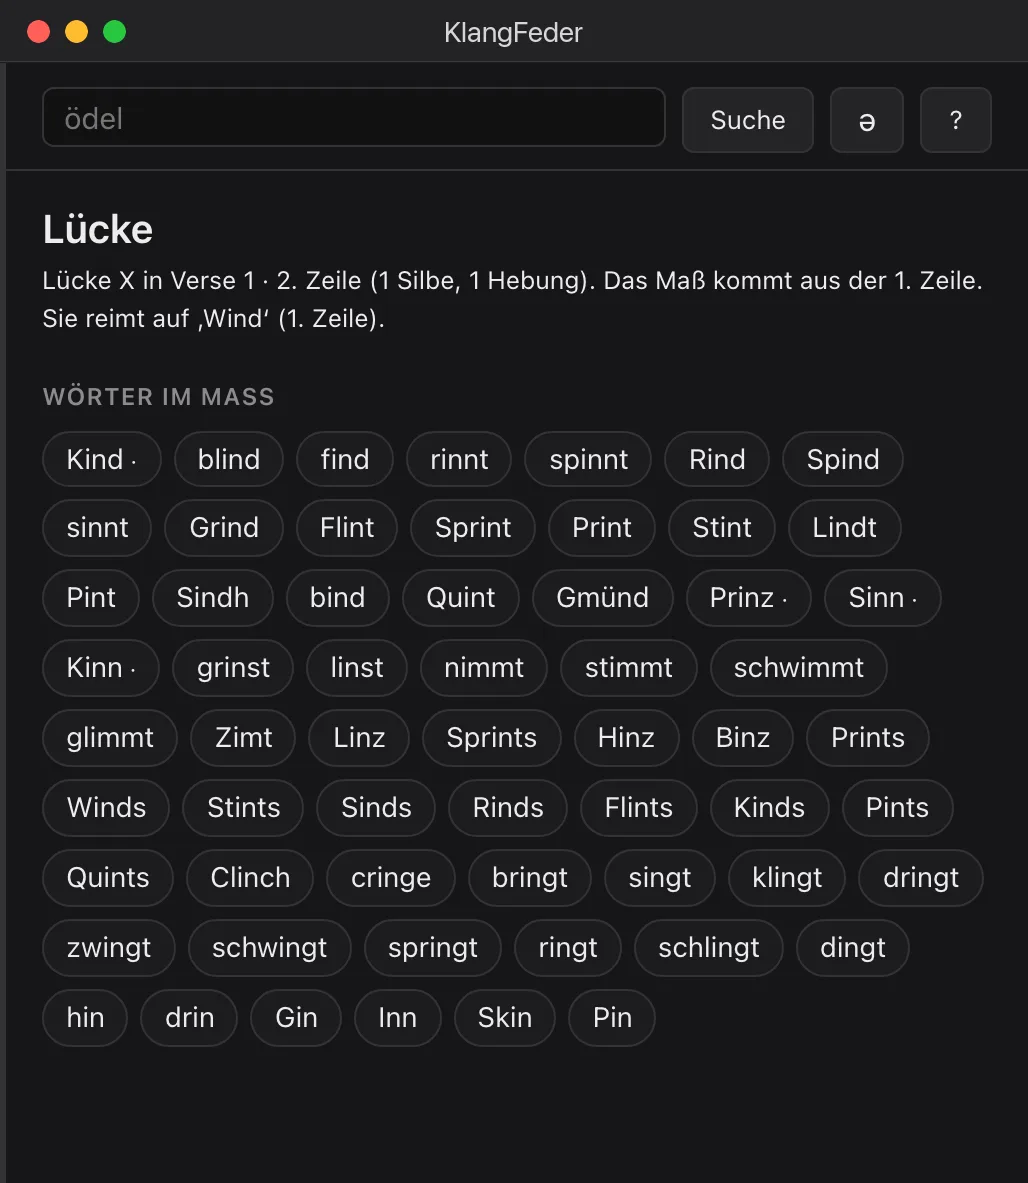 KlangFeder
ödel
Suche
ə
?
Lücke
Lücke X in Verse 1 · 2. Zeile (1 Silbe, 1 Hebung). Das Maß kommt aus der 1. Zeile.
Sie reimt auf ‚Wind‘ (1. Zeile).
WÖRTER IM MASS
Kind · blind find rinnt spinnt Rind Spind
sinnt Grind Flint Sprint Print Stint Lindt
Pint Sindh bind Quint Gmünd Prinz · Sinn ·
Kinn · grinst linst nimmt stimmt schwimmt
glimmt Zimt Linz Sprints Hinz Binz Prints
Winds Stints Sinds Rinds Flints Kinds Pints
Quints Clinch cringe bringt singt klingt dringt
zwingt schwingt springt ringt schlingt dingt
hin drin Gin Inn Skin Pin